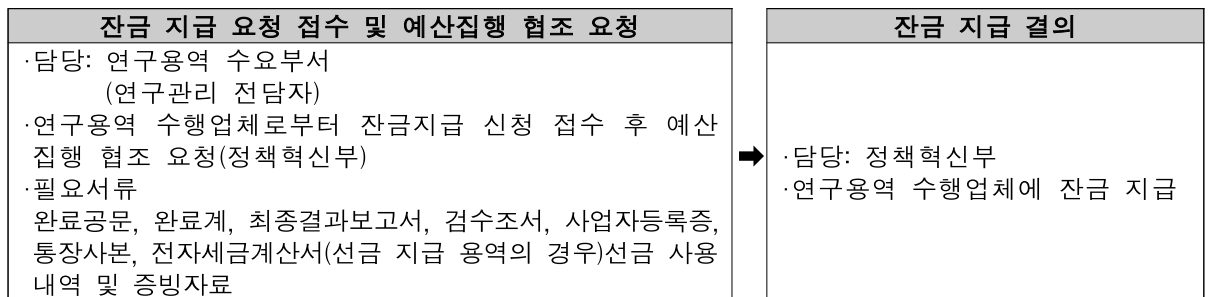 잔금 지급 요청 접수 및 예산집행 협조 요청
·담당: 연구용역 수요부서
(연구관리 전담자)
·연구용역 수행업체로부터 잔금지급 신청 접수 후 예산
집행 협조 요청(정책혁신부)
·필요서류
완료공문, 완료계, 최종결과보고서, 검수조서, 사업자등록증,
통장사본, 전자세금계산서(선금 지급 용역의 경우)선금 사용
내역 및 증빙자료
➡
잔금 지급 결의
·담당: 정책혁신부
·연구용역 수행업체에 잔금 지급